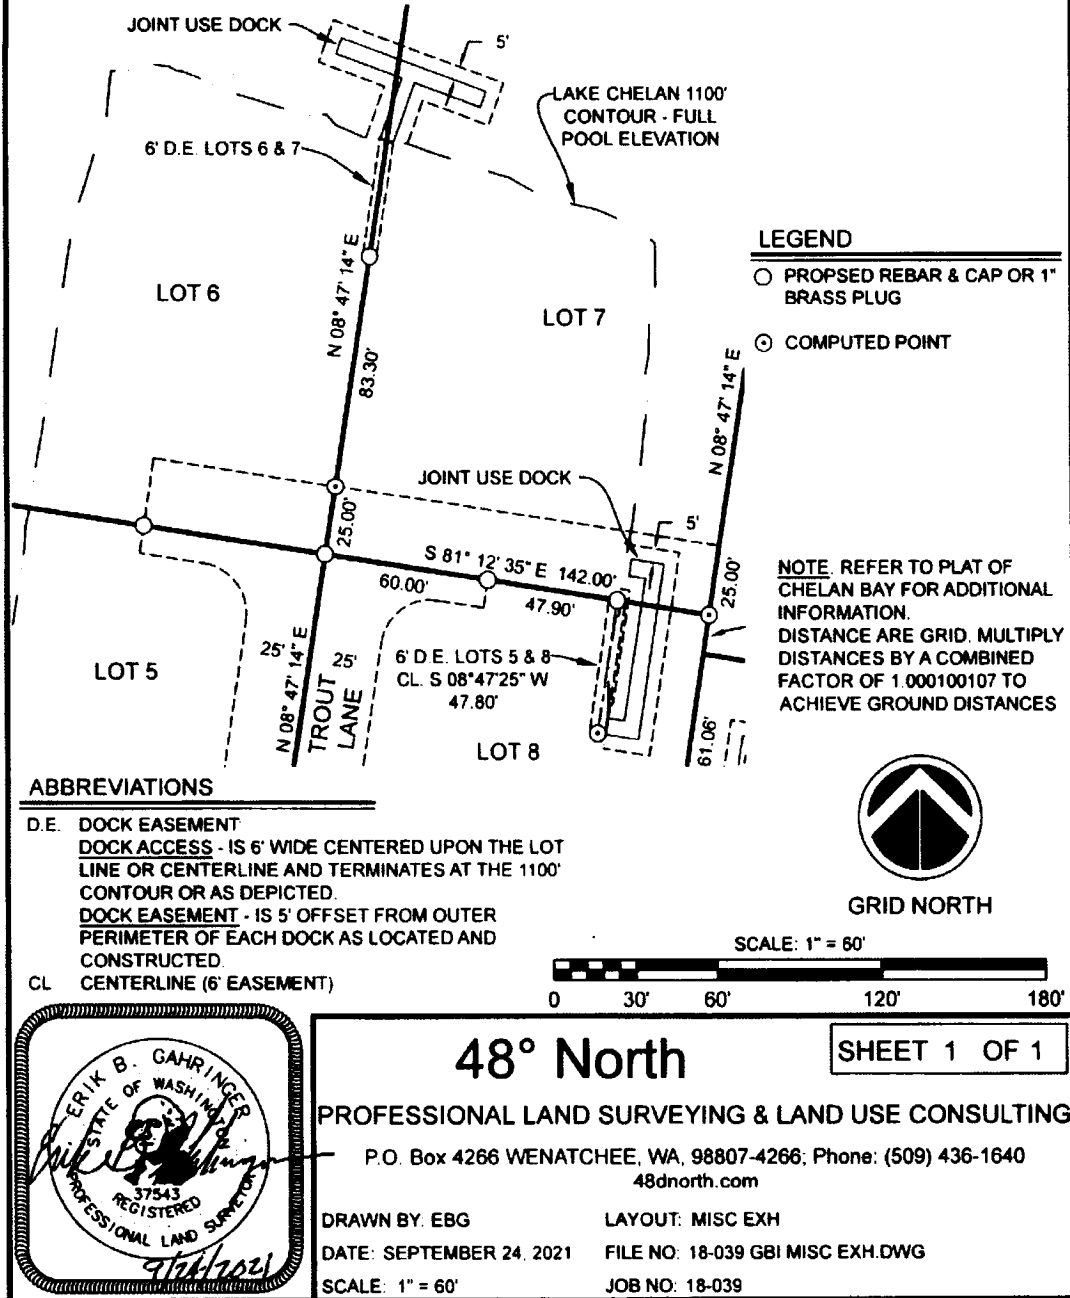 JOINT USE DOCK
5'
LAKE CHELAN 1100'
CONTOUR - FULL
POOL ELEVATION
6' D.E. LOTS 6 & 7
LEGEND
PROPSED REBAR & CAP OR 1"
BRASS PLUG
COMPUTED POINT
LOT 6
N 08° 47' 14" E
83.30'
LOT 7
N 08° 47' 14" E
JOINT USE DOCK
5'
25.00'
S 81° 12' 35" E 142.00'
60.00'
47.90'
25.00'
NOTE. REFER TO PLAT OF
CHELAN BAY FOR ADDITIONAL
INFORMATION.
DISTANCE ARE GRID. MULTIPLY
DISTANCES BY A COMBINED
FACTOR OF 1.000100107 TO
ACHIEVE GROUND DISTANCES
LOT 5
25'
25'
N 08° 47' 14" E
TROUT
LANE
6' D.E. LOTS 5 & 8
CL. S 08°47'25" W
47.80'
LOT 8
61.06'
ABBREVIATIONS
D.E. DOCK EASEMENT
DOCK ACCESS - IS 6' WIDE CENTERED UPON THE LOT
LINE OR CENTERLINE AND TERMINATES AT THE 1100'
CONTOUR OR AS DEPICTED.
DOCK EASEMENT - IS 5' OFFSET FROM OUTER
PERIMETER OF EACH DOCK AS LOCATED AND
CONSTRUCTED.
CL CENTERLINE (6' EASEMENT)
GRID NORTH
SCALE: 1" = 60'
0 30' 60' 120' 180'
ERIK B. GAHRINGER
STATE OF WASHINGTON
37543
REGISTERED
PROFESSIONAL LAND SURVEYOR
9/24/2021
48° North
SHEET 1 OF 1
PROFESSIONAL LAND SURVEYING & LAND USE CONSULTING
P.O. Box 4266 WENATCHEE, WA, 98807-4266; Phone: (509) 436-1640
48dnorth.com
DRAWN BY: EBG LAYOUT: MISC EXH
DATE: SEPTEMBER 24, 2021 FILE NO: 18-039 GBI MISC EXH.DWG
SCALE: 1" = 60' JOB NO: 18-039